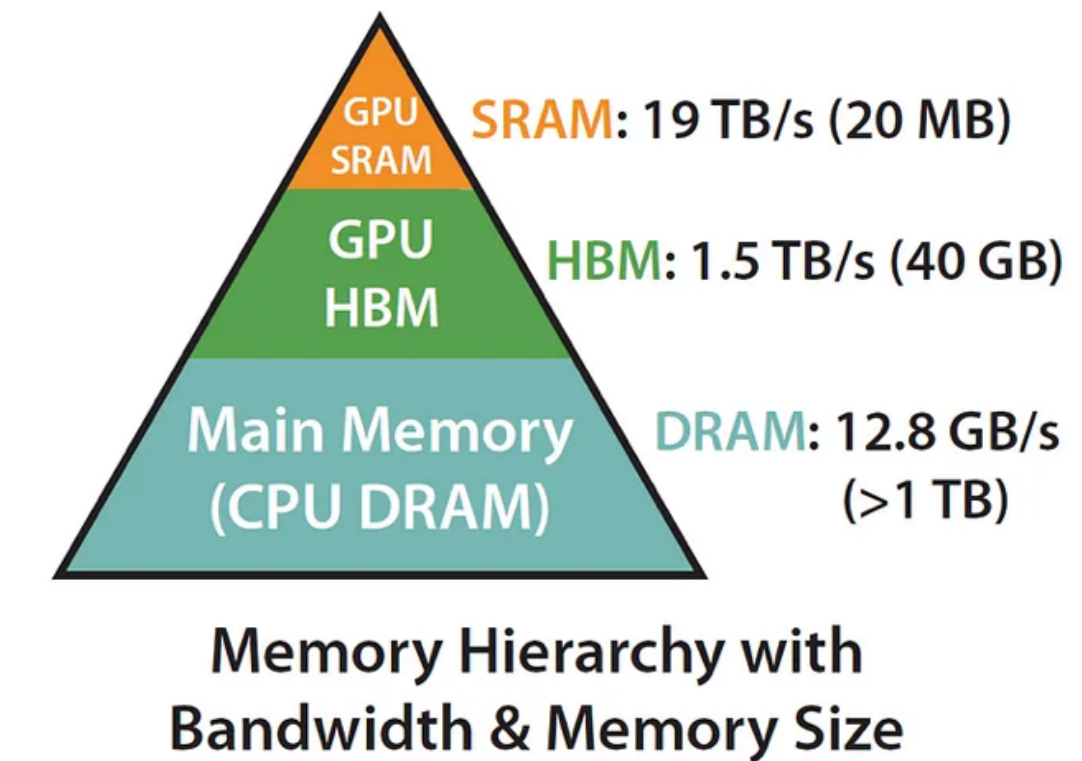 GPU
SRAM
SRAM: 19 TB/s (20 MB)
GPU
HBM
HBM: 1.5 TB/s (40 GB)
Main Memory
(CPU DRAM)
DRAM: 12.8 GB/s
(>1 TB)
Memory Hierarchy with
Bandwidth & Memory Size